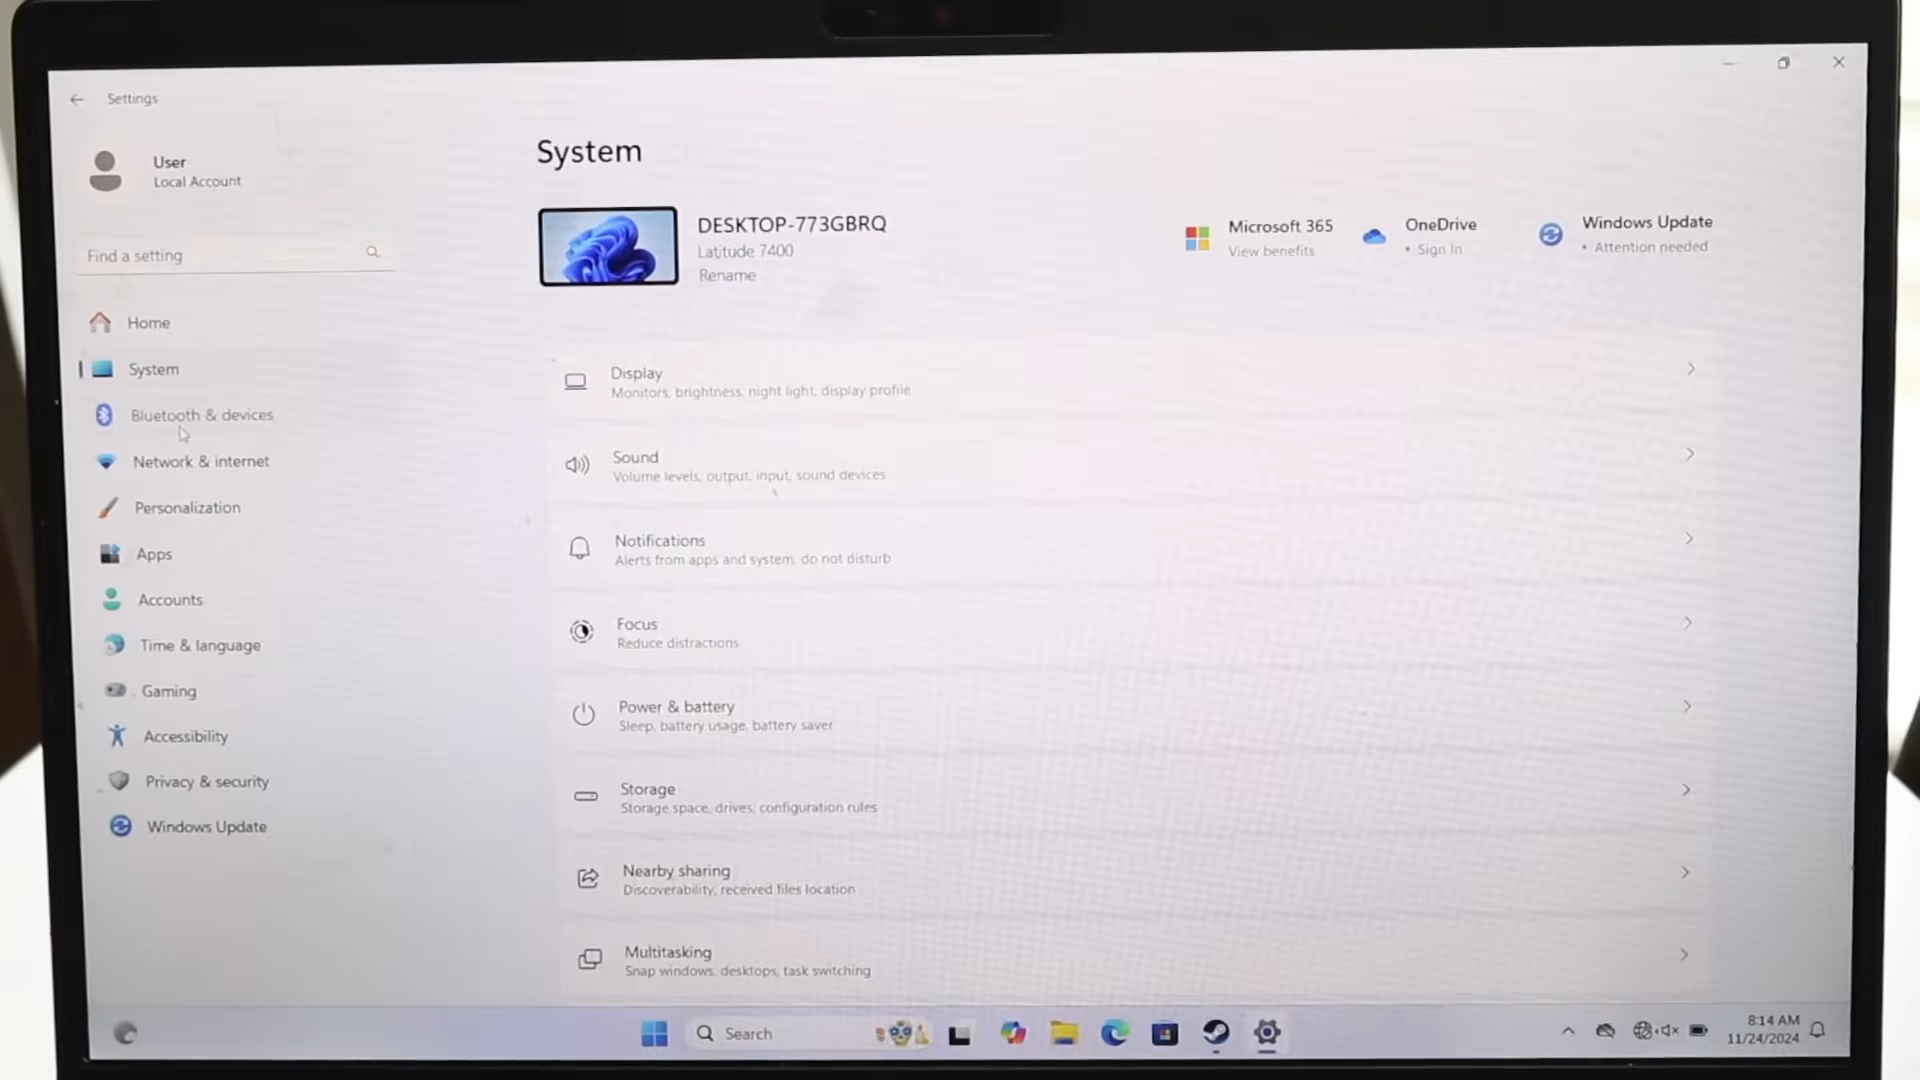 Settings
User
Local Account
Find a setting
Home
System
Bluetooth & devices
Network & internet
Personalization
Apps
Accounts
Time & language
Gaming
Accessibility
Privacy & security
Windows Update
System
DESKTOP-773GBRQ
Latitude 7400
Rename
Microsoft 365
View benefits
OneDrive
• Sign In
Windows Update
• Attention needed
Display
Monitors, brightness, night light, display profile
Sound
Volume levels, output, input, sound devices
Notifications
Alerts from apps and system, do not disturb
Focus
Reduce distractions
Power & battery
Sleep, battery usage, battery saver
Storage
Storage space, drives, configuration rules
Nearby sharing
Discoverability, received files location
Multitasking
Snap windows, desktops, task switching
Search
8:14 AM
11/24/2024